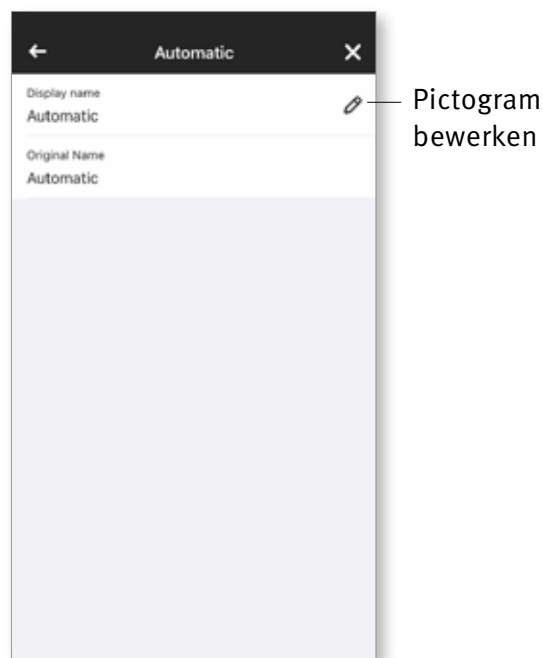 Automatic
Display name
Automatic
Original Name
Automatic
Pictogram
bewerken